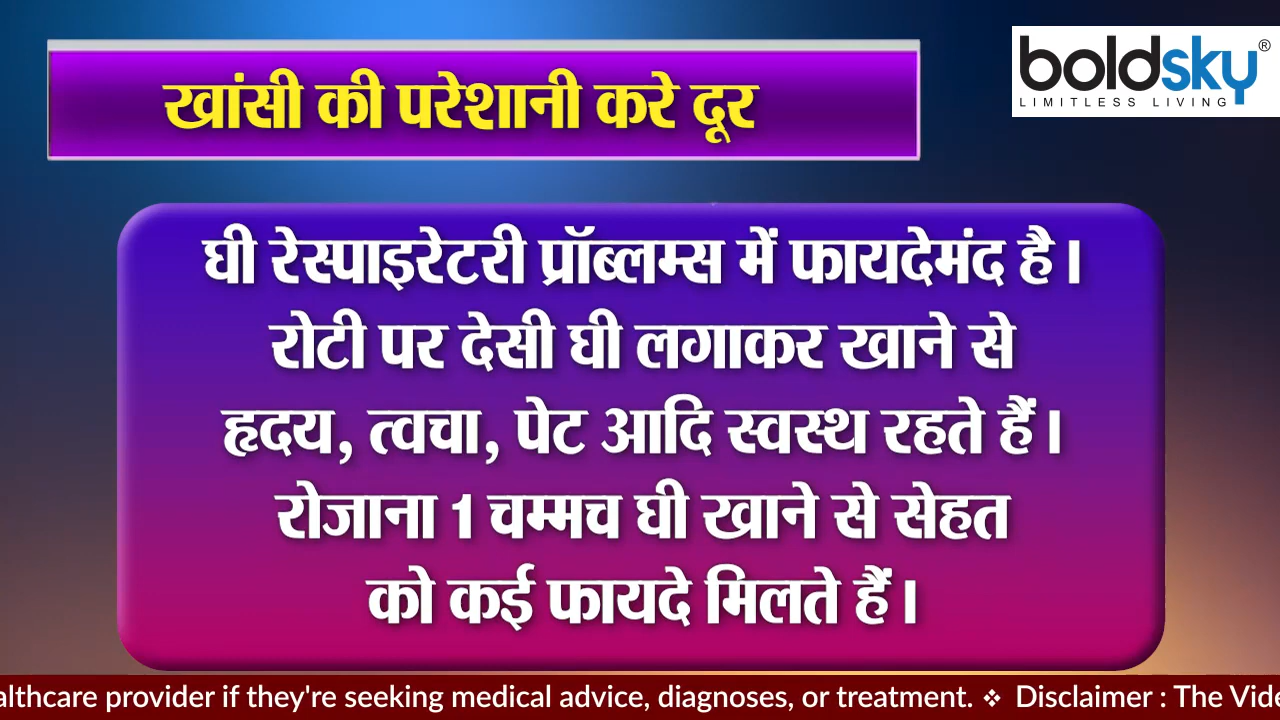 खांसी की परेशानी करे दूर
boldsky®
LIMITLESS LIVING
घी रेस्पाइरेटरी प्रॉब्लम्स में फायदेमंद है।
रोटी पर देसी घी लगाकर खाने से
हृदय, त्वचा, पेट आदि स्वस्थ रहते हैं।
रोजाना 1 चम्मच घी खाने से सेहत
को कई फायदे मिलते हैं।
althcare provider if they're seeking medical advice, diagnoses, or treatment. ❖ Disclaimer : The Vide